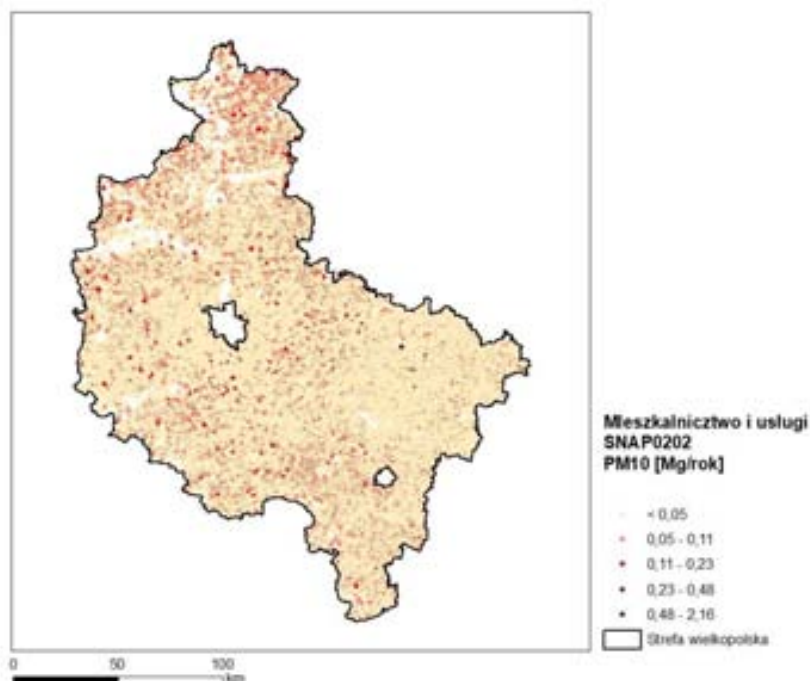 Mieszkalnictwo i usługi
SNAP0202
PM10 [Mg/rok]
< 0,05
0,05 - 0,11
0,11 - 0,23
0,23 - 0,48
0,48 - 2,16
Strefa wielkopolska
0 50 100
km